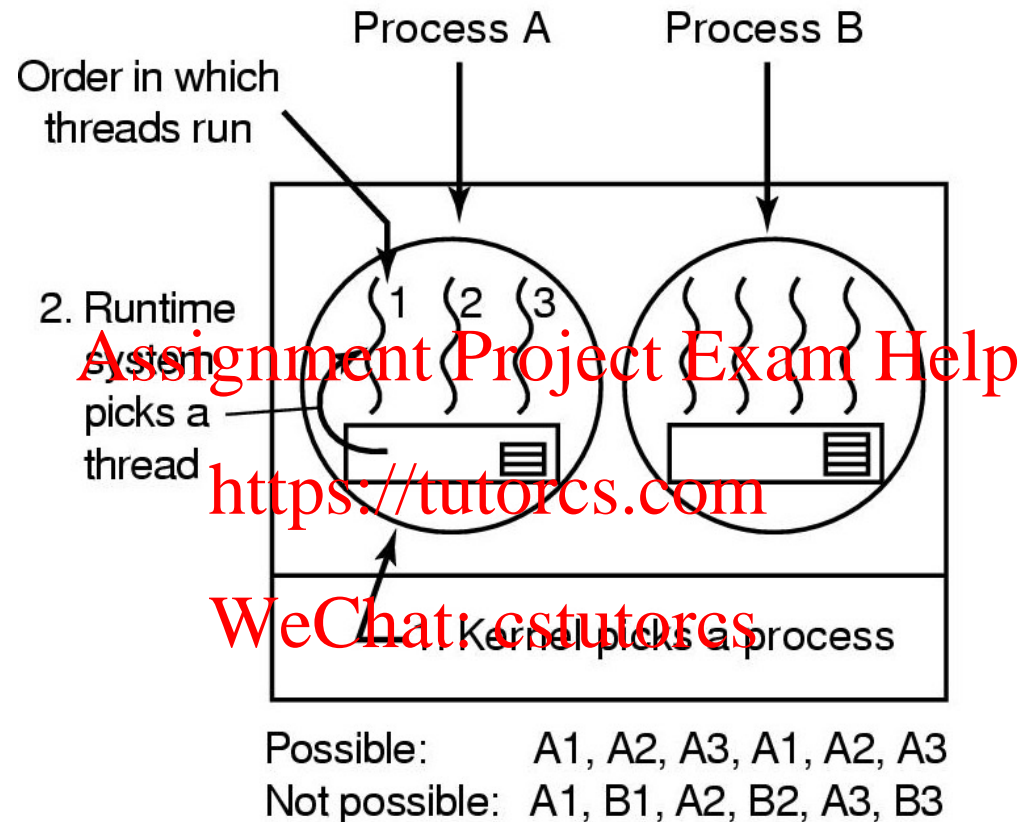 Process A
Process B
Order in which
threads run
1
2
3
2. Runtime
system
picks a
thread
Assignment Project Exam Help
https://tutorcs.com
WeChat: cstutorcs
1. Kernel picks a process
Possible: A1, A2, A3, A1, A2, A3
Not possible: A1, B1, A2, B2, A3, B3